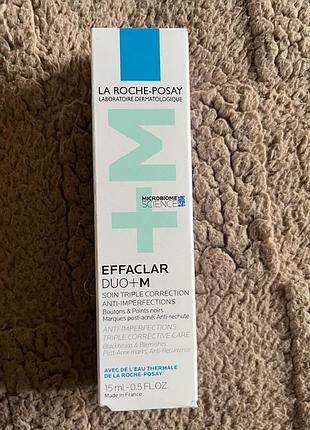 LA ROCHE-POSAY
LABORATOIRE DERMATOLOGIQUE
+M
MICROBIOME
SCIENCE
EFFACLAR
DUO+M
SOIN TRIPLE CORRECTION
ANTI-IMPERFECTIONS
Boutons & Points noirs
Marques post-acné, Anti-rechute
ANTI-IMPERFECTIONS
TRIPLE CORRECTIVE CARE
Blackheads & Blemishes
Post-Acne marks, Anti-Recurrence
AVEC DE L'EAU THERMALE
DE LA ROCHE-POSAY
15 ml - 0.5 FL.OZ.
Made in France